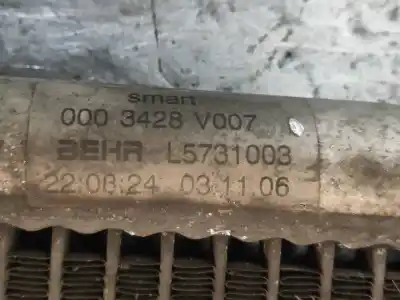 smart
000 3428 V007
BEHR L5731003
22:08:24 03.11.06